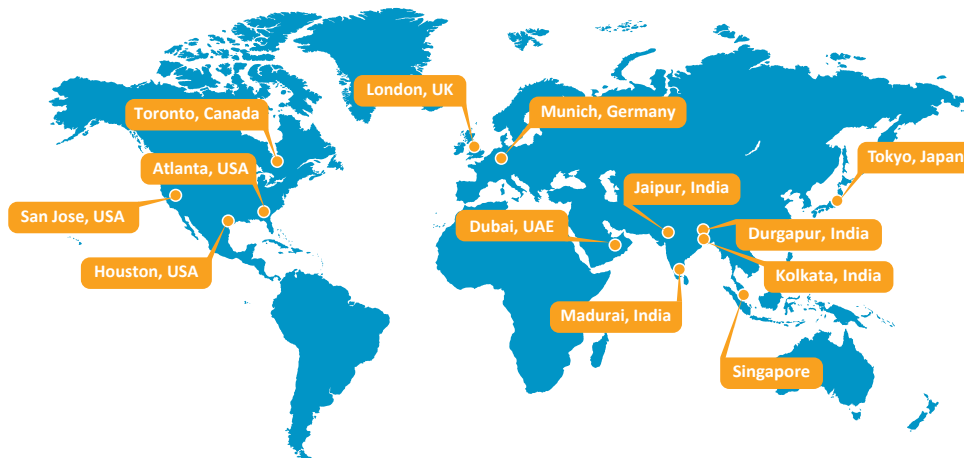 London, UK
Toronto, Canada
Munich, Germany
Atlanta, USA
Tokyo, Japan
Jaipur, India
San Jose, USA
Dubai, UAE
Durgapur, India
Houston, USA
Kolkata, India
Madurai, India
Singapore